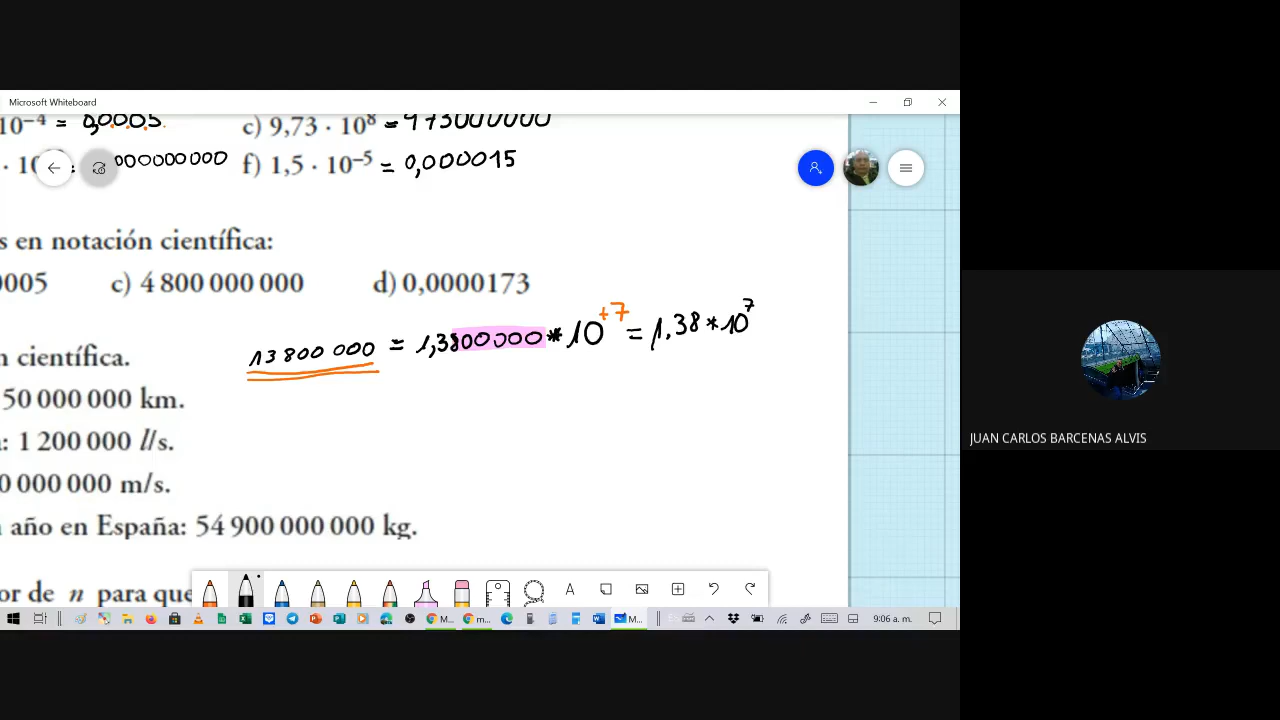 Microsoft Whiteboard
10⁻⁴ = 0,0005 c) 9,73 · 10⁸ = 973000000
· 10 000000000 f) 1,5 · 10⁻⁵ = 0,000015
s en notación científica:
0005 c) 4 800 000 000 d) 0,0000173
13800 000 = 1,3800000 * 10⁺⁷ = 1,38 * 10⁷
n científica.
50 000 000 km.
: 1 200 000 l/s.
0 000 000 m/s.
año en España: 54 900 000 000 kg.
or de n para que
JUAN CARLOS BARCENAS ALVIS
9:06 a. m.